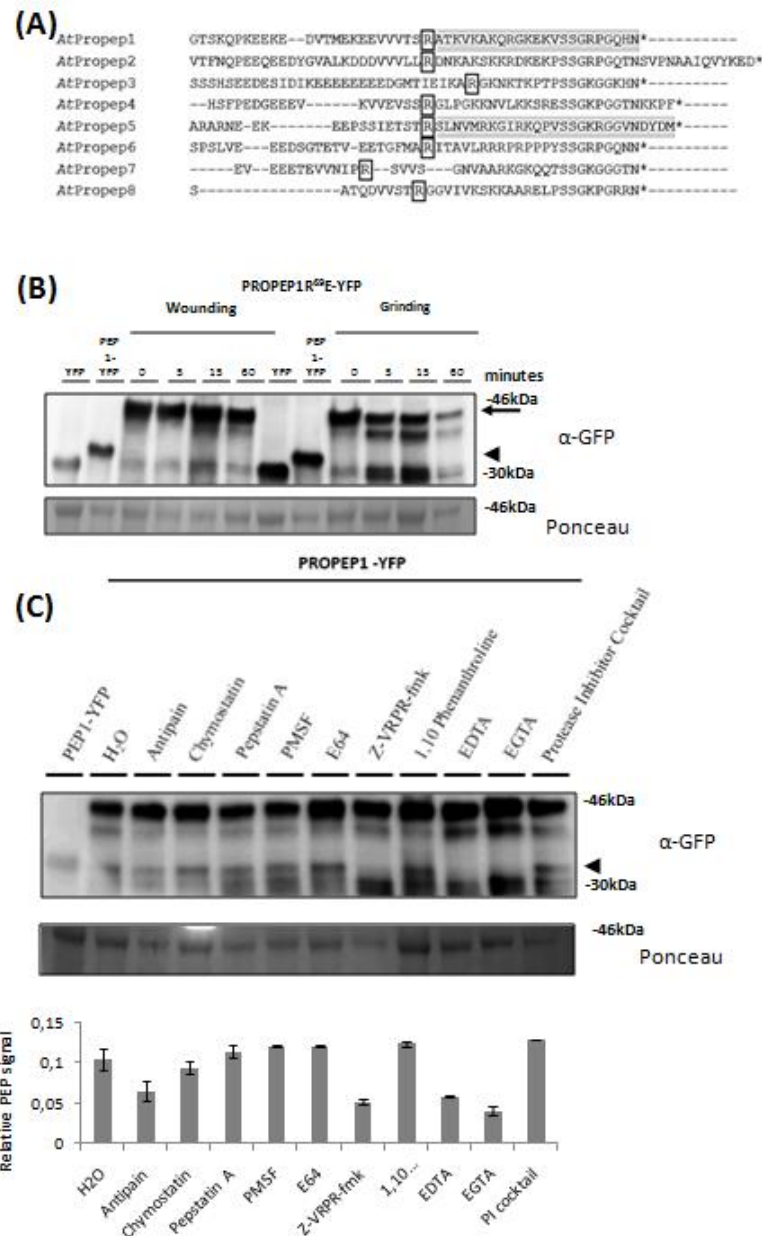 (A)
AtPropep1 GTSKQPKEEKE--DVTMEKEEVVVTSRATKVKAKQRGKEKVSSGRPGQHN*-----------
AtPropep2 VTFNQPEEQEEDYGVALKDDDVVVLLRDNKAKSKKRDKEKPSSGRPGQTNSVPNAAIQVYKED*
AtPropep3 SSSHSEEDESIDIKEEEEEEEEDGMTIEIKARGKNKTKPTPSSGKGGKHN*-----------
AtPropep4 --HSFPEDGEEEV-----KVVEVSSRGLPGKKNVLKKSRESSGKPGGTNKKPF*-------
AtPropep5 ARARNE-EK-----EEPSSIETSTRSLNVMRKGIRKQPVSSGKRGGVNDYDM*-------
AtPropep6 SPSLVE---EEDSGTETV-EETGFMARITAVLRRRPRPPPYSSGRPGQNN*-----------
AtPropep7 ----EV-EEETEVVNIPR--SVVS---GNVAARKGKQQTSSGKGGGTN*-----------
AtPropep8 S---------------ATQDVVSTRGGVIVKSKKAARELPSSGKPGRRN*-----------
(B)
PROPEP1R⁶⁹E-YFP
Wounding Grinding
YFP PEP1-YFP 0 5 15 60 YFP PEP1-YFP 0 5 15 60 minutes
-46kDa
α-GFP
-30kDa
-46kDa
Ponceau
PROPEP1 -YFP
(C)
PEP1-YFP H₂O Antipain Chymostatin Pepstatin A PMSF E64 Z-VRPR-fmk 1,10 Phenanthroline EDTA EGTA Protease Inhibitor Cocktail
-46kDa
α-GFP
-30kDa
-46kDa
Ponceau
Relative PEP signal
0,15
0,1
0,05
0
H2O Antipain Chymostatin Pepstatin A PMSF E64 Z-VRPR-fmk 1,10... EDTA EGTA PI cocktail